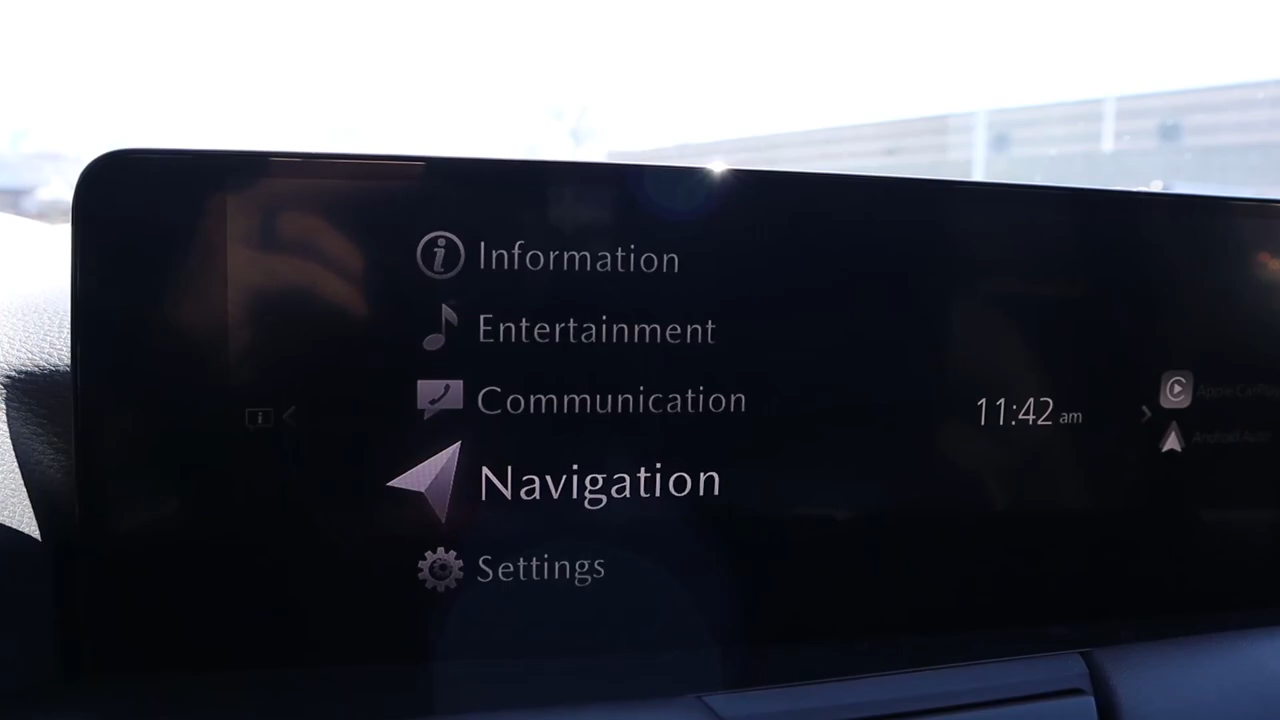 Information
Entertainment
Communication
Navigation
Settings
11:42 am
Apple CarPlay
Android Auto